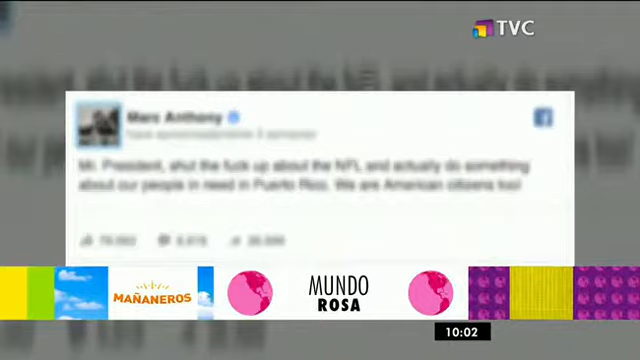 TVC
Marc Anthony
Mr. President, shut the fuck up about the NFL and actually do something
about our people in need in Puerto Rico. We are American citizens too!
MAÑANEROS
MUNDO
ROSA
10:02